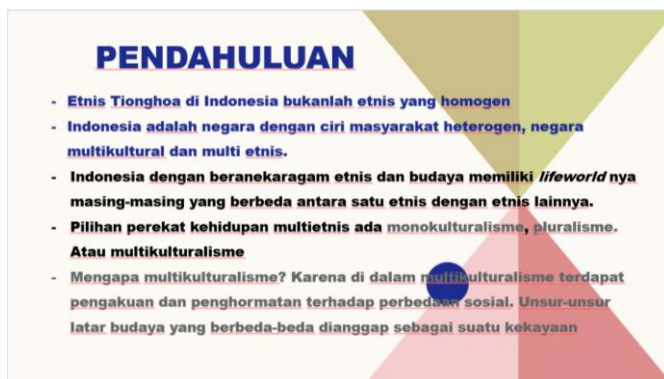 PENDAHULUAN
- Etnis Tionghoa di Indonesia bukanlah etnis yang homogen
- Indonesia adalah negara dengan ciri masyarakat heterogen, negara
multikultural dan multi etnis.
- Indonesia dengan beranekaragam etnis dan budaya memiliki lifeworld nya
masing-masing yang berbeda antara satu etnis dengan etnis lainnya.
- Pilihan perekat kehidupan multietnis ada monokulturalisme, pluralisme.
Atau multikulturalisme
- Mengapa multikulturalisme? Karena di dalam multikulturalisme terdapat
pengakuan dan penghormatan terhadap perbedaan sosial. Unsur-unsur
latar budaya yang berbeda-beda dianggap sebagai suatu kekayaan